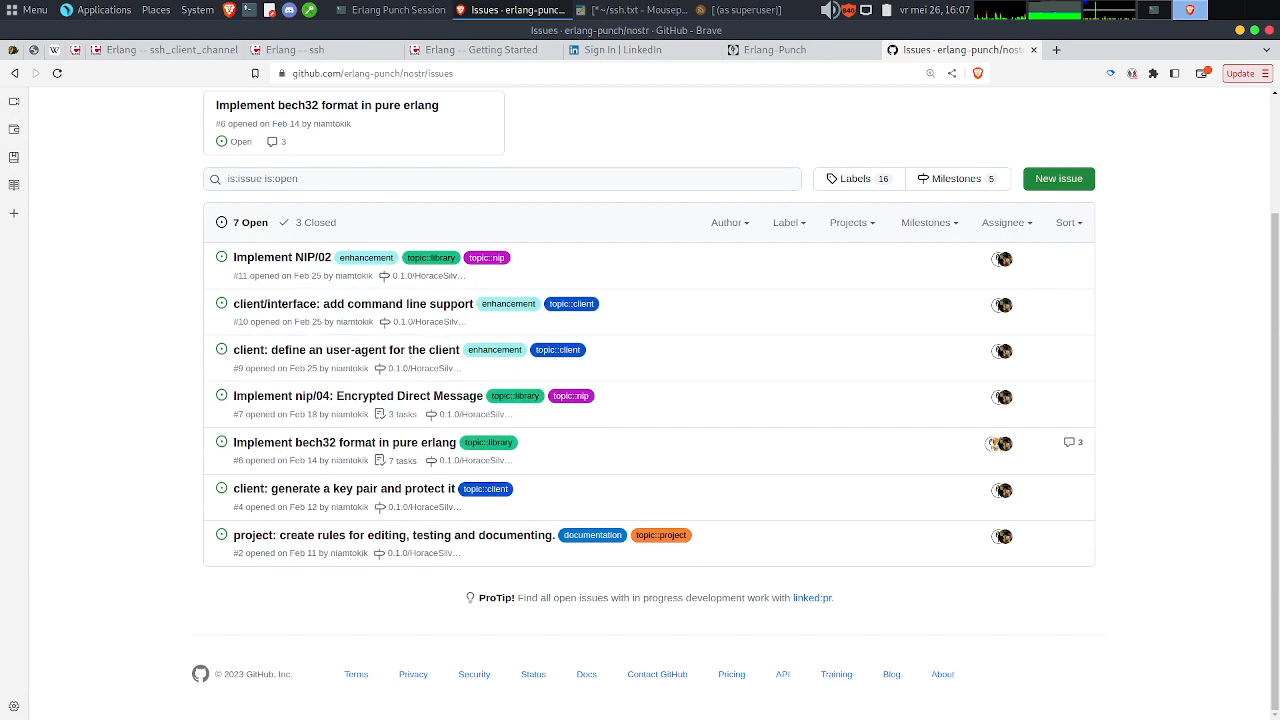 Menu Applications Places System Erlang punch session Issues · erlang-punc... [*~/ssh.txt - Mousep... [(as superuser)] 640 vr mei 26, 16:07
Issues · erlang-punch/nostr · GitHub - Brave
Erlang -- ssh_client_channel Erlang -- ssh Erlang -- Getting Started Sign In | LinkedIn Erlang-Punch Issues · erlang-punch/nostr
github.com/erlang-punch/nostr/issues Update
Implement bech32 format in pure erlang
#6 opened on Feb 14 by niamtokik
Open 3
is:issue is:open Labels 16 Milestones 5 New issue
7 Open 3 Closed Author Label Projects Milestones Assignee Sort
Implement NIP/02 enhancement topic::library topic::nip
#11 opened on Feb 25 by niamtokik 0.1.0/HoraceSilv…
client/interface: add command line support enhancement topic::client
#10 opened on Feb 25 by niamtokik 0.1.0/HoraceSilv…
client: define an user-agent for the client enhancement topic::client
#9 opened on Feb 25 by niamtokik 0.1.0/HoraceSilv…
Implement nip/04: Encrypted Direct Message topic::library topic::nip
#7 opened on Feb 18 by niamtokik 3 tasks 0.1.0/HoraceSilv…
Implement bech32 format in pure erlang topic::library 3
#6 opened on Feb 14 by niamtokik 7 tasks 0.1.0/HoraceSilv…
client: generate a key pair and protect it topic::client
#4 opened on Feb 12 by niamtokik 0.1.0/HoraceSilv…
project: create rules for editing, testing and documenting. documentation topic::project
#2 opened on Feb 11 by niamtokik 0.1.0/HoraceSilv…
ProTip! Find all open issues with in progress development work with linked:pr.
© 2023 GitHub, Inc. Terms Privacy Security Status Docs Contact GitHub Pricing API Training Blog About